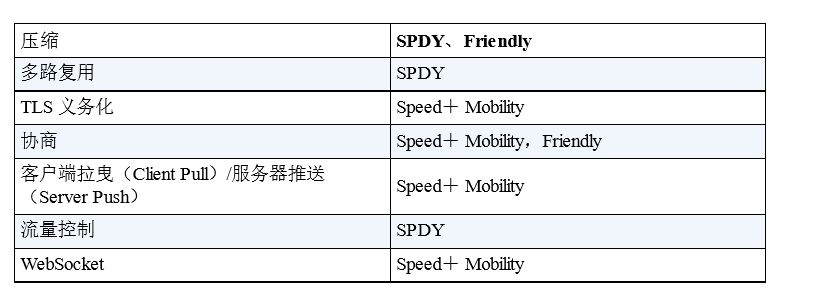 压缩
SPDY、Friendly
多路复用
SPDY
TLS 义务化
Speed＋ Mobility
协商
Speed＋ Mobility，Friendly
客户端拉曳（Client Pull）/服务器推送
（Server Push）
Speed＋ Mobility
流量控制
SPDY
WebSocket
Speed＋ Mobility